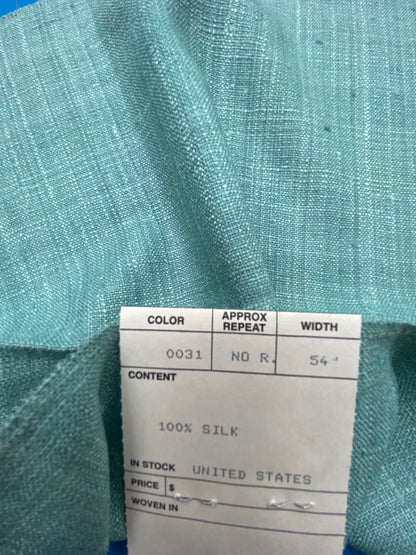 COLOR APPROX REPEAT WIDTH
0031 NO R. 54"
CONTENT
100% SILK
IN STOCK UNITED STATES
PRICE $
WOVEN IN